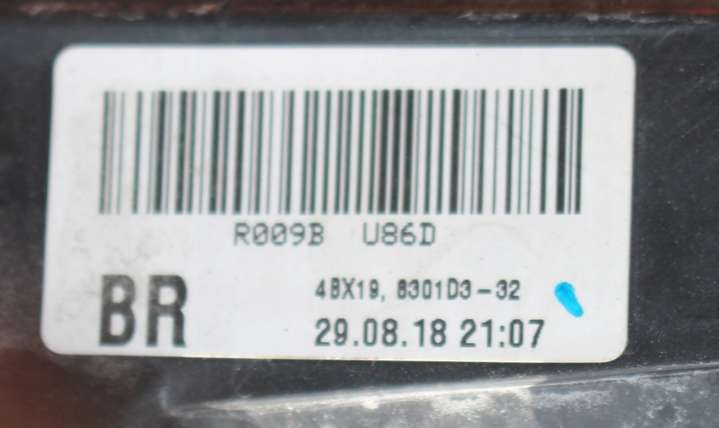 R009B U86D
BR
4BX19, 8301D3-32
29.08.18 21:07